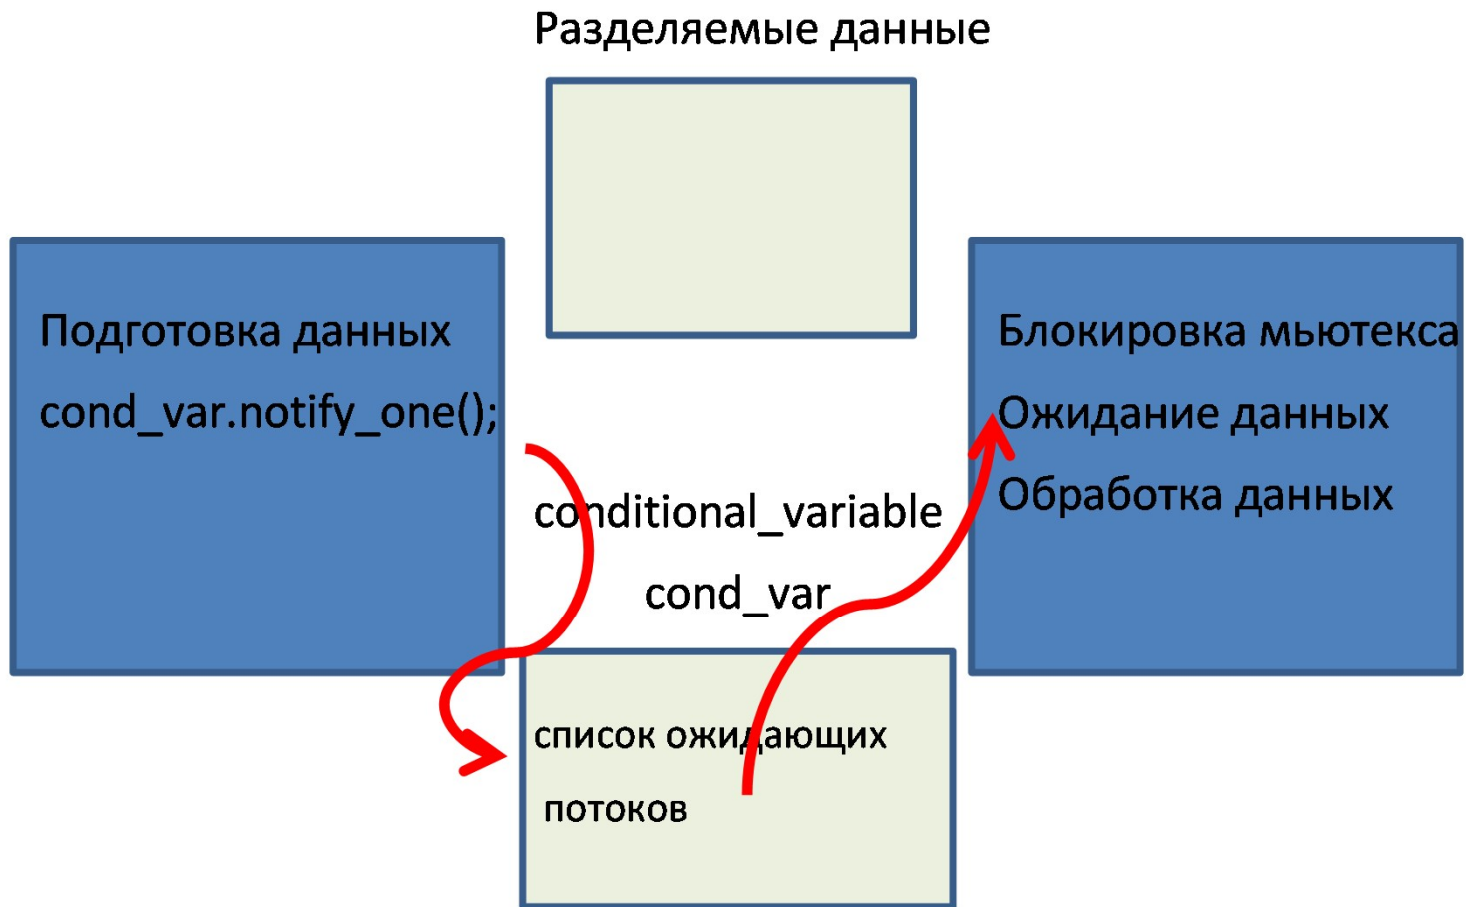 Разделяемые данные
Подготовка данных
cond_var.notify_one();
Блокировка мьютекса
Ожидание данных
Обработка данных
conditional_variable
cond_var
список ожидающих
потоков